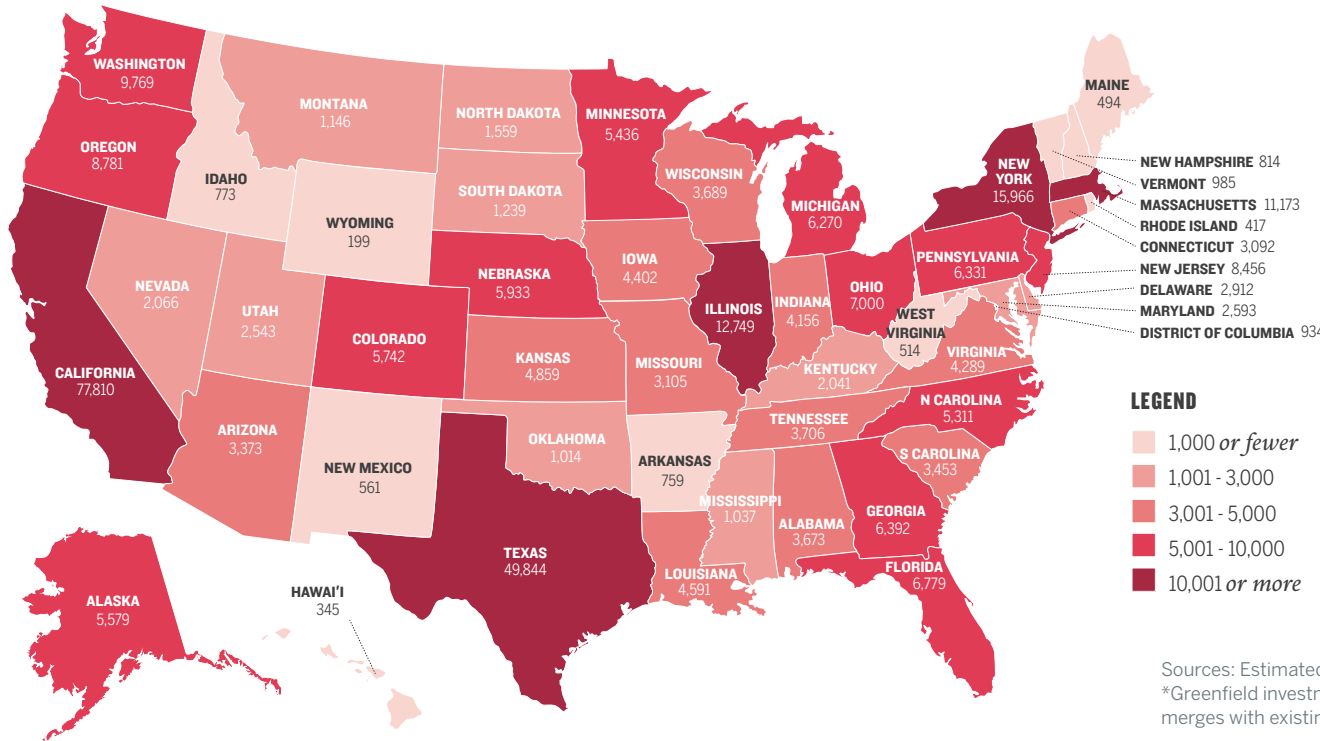 WASHINGTON
9,769
OREGON
8,781
CALIFORNIA
77,810
IDAHO
773
NEVADA
2,066
MONTANA
1,146
WYOMING
199
UTAH
2,543
ARIZONA
3,373
COLORADO
5,742
NEW MEXICO
561
NORTH DAKOTA
1,559
SOUTH DAKOTA
1,239
NEBRASKA
5,933
KANSAS
4,859
OKLAHOMA
1,014
TEXAS
49,844
MINNESOTA
5,436
IOWA
4,402
MISSOURI
3,105
ARKANSAS
759
LOUISIANA
4,591
WISCONSIN
3,689
ILLINOIS
12,749
MICHIGAN
6,270
INDIANA
4,156
OHIO
7,000
KENTUCKY
2,041
TENNESSEE
3,706
MISSISSIPPI
1,037
ALABAMA
3,673
GEORGIA
6,392
FLORIDA
6,779
S CAROLINA
3,453
N CAROLINA
5,311
VIRGINIA
4,289
WEST
VIRGINIA
514
PENNSYLVANIA
6,331
NEW
YORK
15,966
MAINE
494
NEW HAMPSHIRE 814
VERMONT 985
MASSACHUSETTS 11,173
RHODE ISLAND 417
CONNECTICUT 3,092
NEW JERSEY 8,456
DELAWARE 2,912
MARYLAND 2,593
DISTRICT OF COLUMBIA 934
ALASKA
5,579
HAWAI'I
345
LEGEND
1,000 or fewer
1,001 - 3,000
3,001 - 5,000
5,001 - 10,000
10,001 or more
Sources: Estimated
*Greenfield
merges with existing